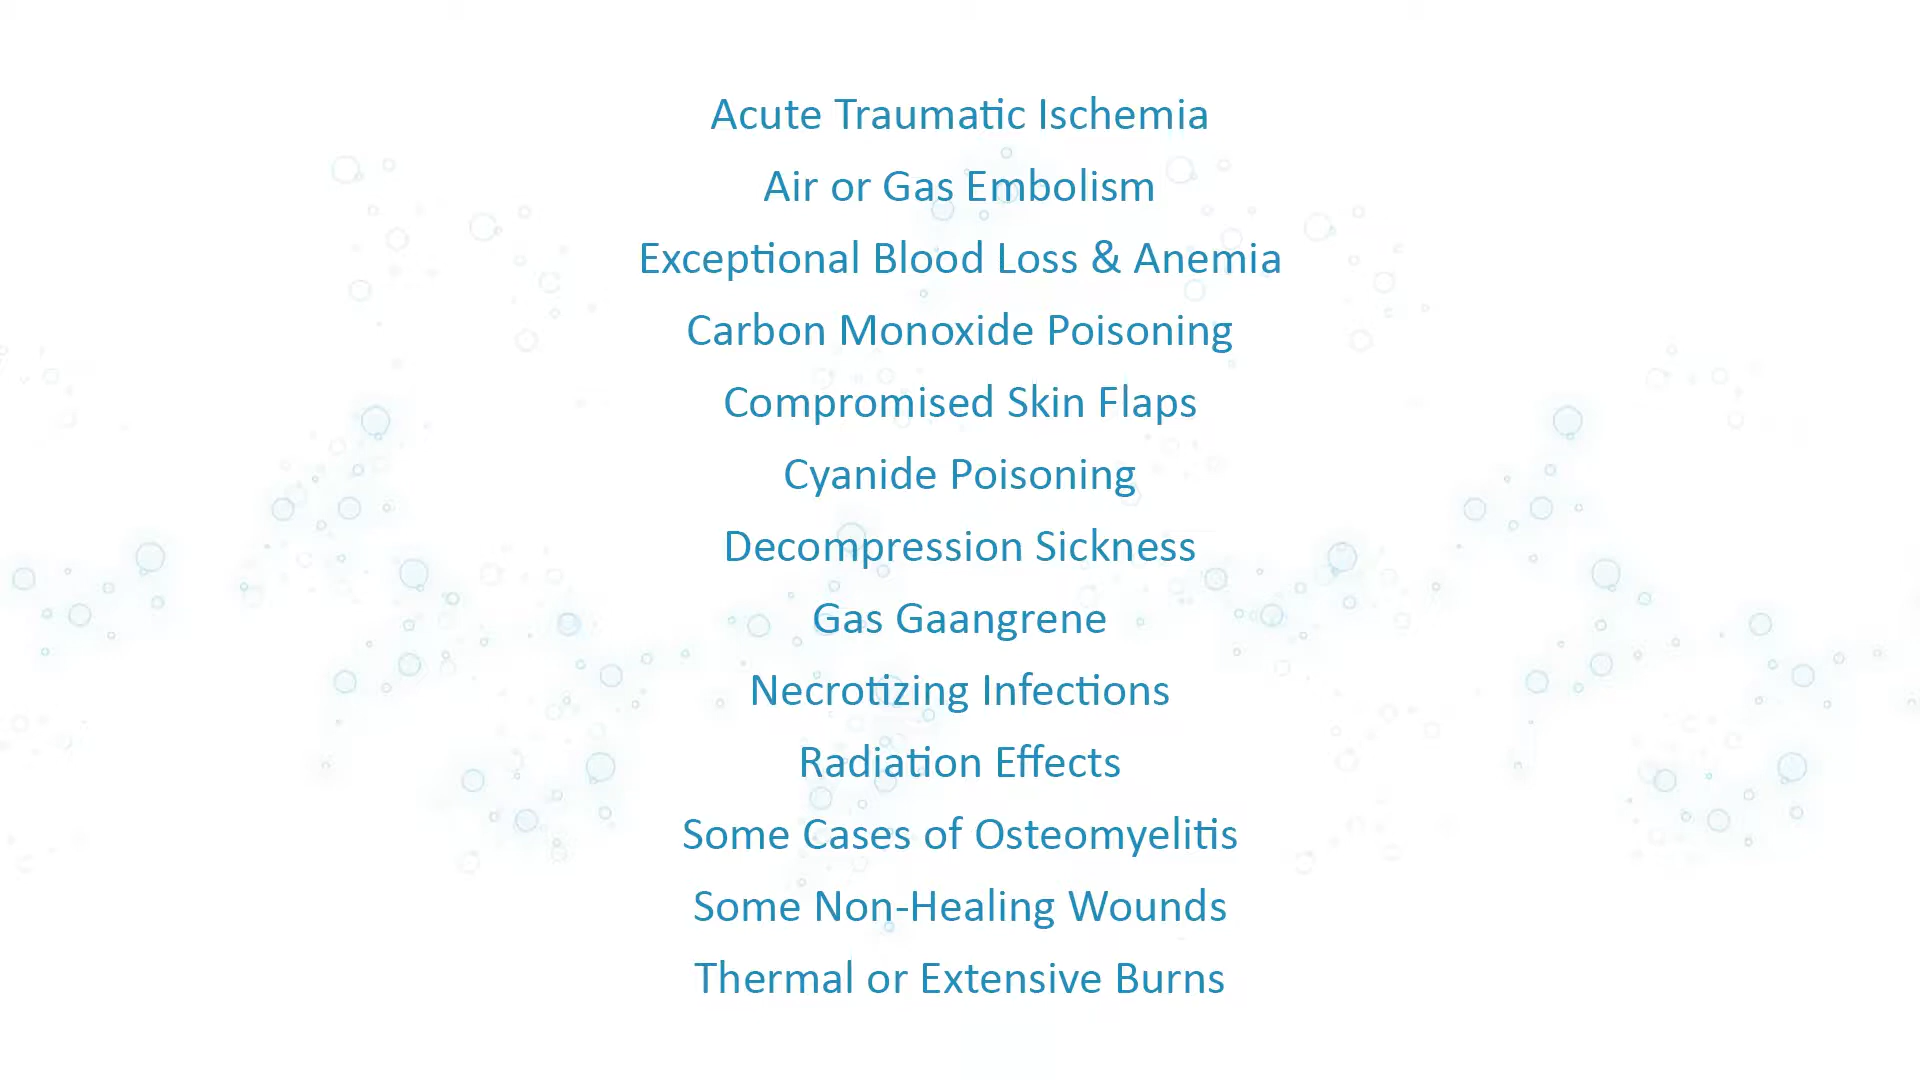 Acute Traumatic Ischemia
Air or Gas Embolism
Exceptional Blood Loss & Anemia
Carbon Monoxide Poisoning
Compromised Skin Flaps
Cyanide Poisoning
Decompression Sickness
Gas Gaangrene
Necrotizing Infections
Radiation Effects
Some Cases of Osteomyelitis
Some Non-Healing Wounds
Thermal or Extensive Burns